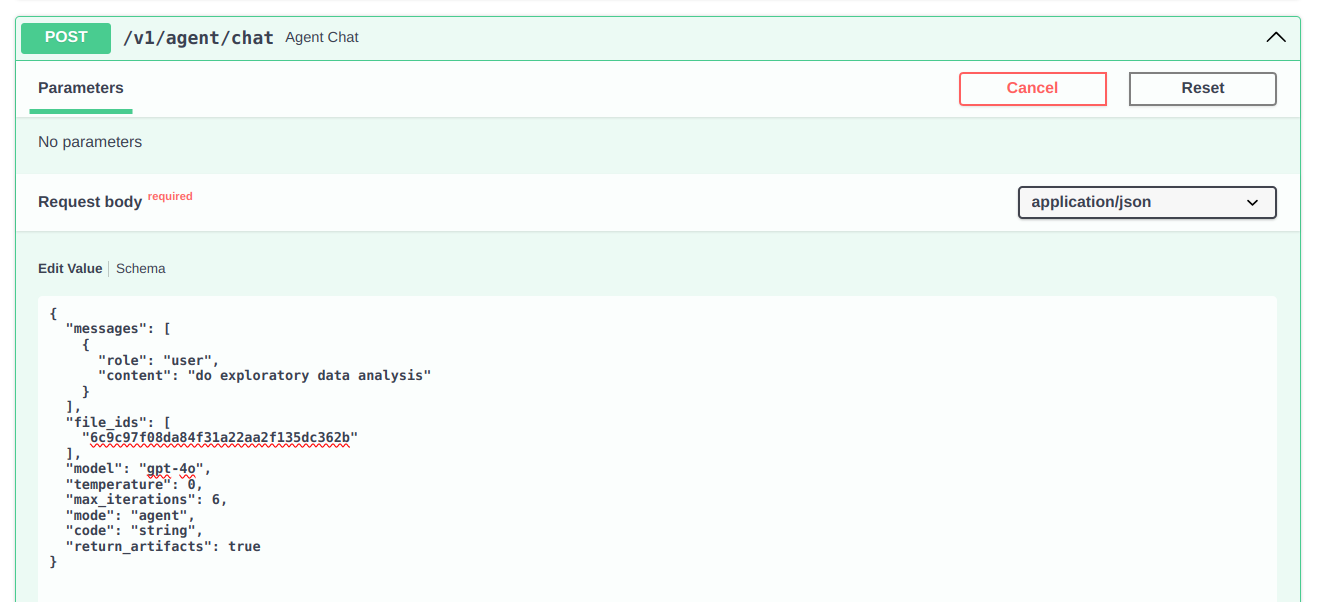 POST /v1/agent/chat Agent Chat
Parameters Cancel Reset
No parameters
Request body required application/json
Edit Value Schema
{
  "messages": [
    {
      "role": "user",
      "content": "do exploratory data analysis"
    }
  ],
  "file_ids": [
    "6c9c97f08da84f31a22aa2f135dc362b"
  ],
  "model": "gpt-4o",
  "temperature": 0,
  "max_iterations": 6,
  "mode": "agent",
  "code": "string",
  "return_artifacts": true
}